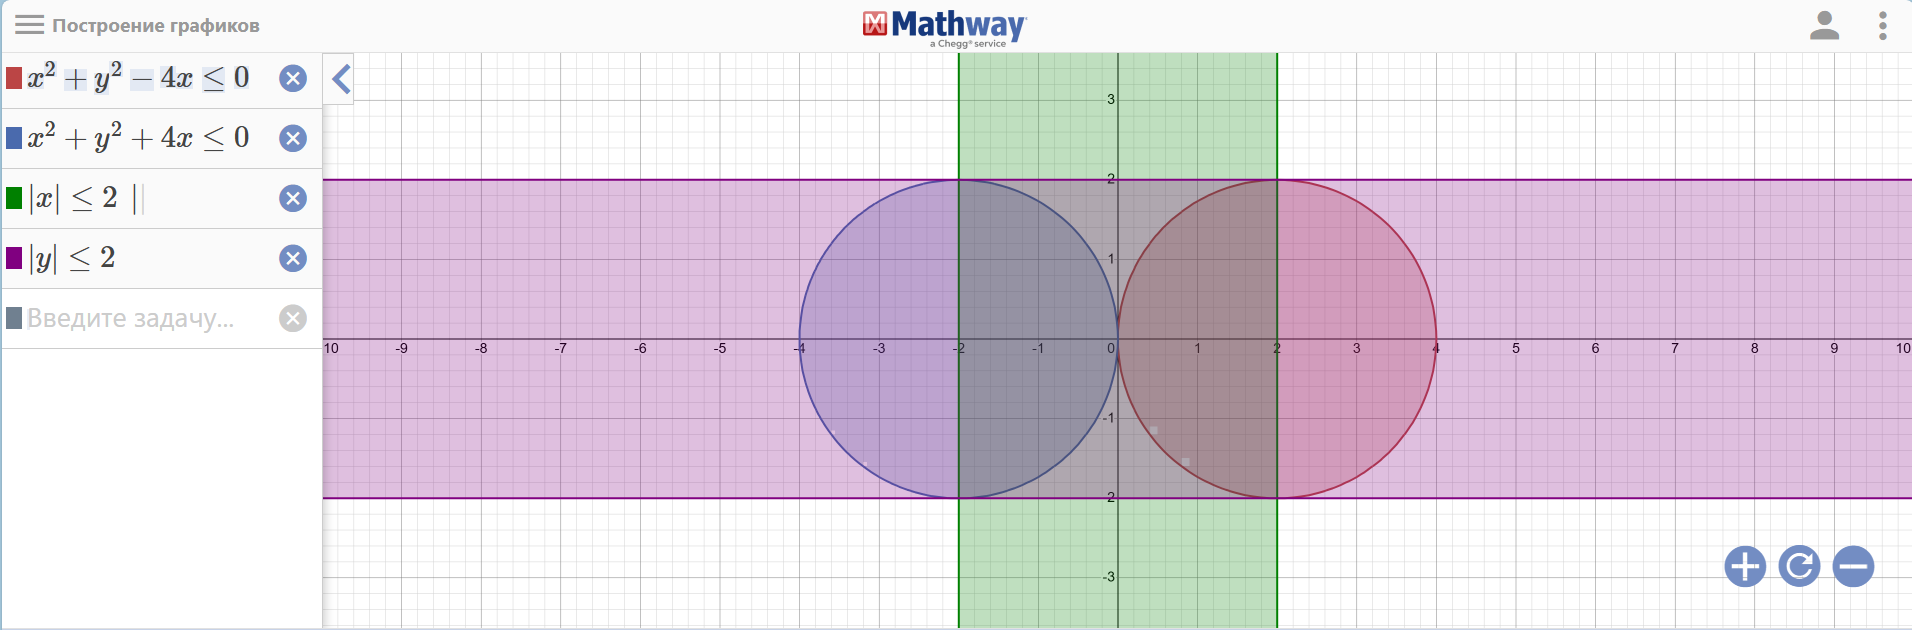 Построение графиков
Mathway
a Chegg® service
x² + y² − 4x ≤ 0
x² + y² + 4x ≤ 0
|x| ≤ 2 |
|y| ≤ 2
Введите задачу...
3
2
1
10 -9 -8 -7 -6 -5 -4 -3 -2 -1 0 1 2 3 4 5 6 7 8 9 10
-1
2
-3